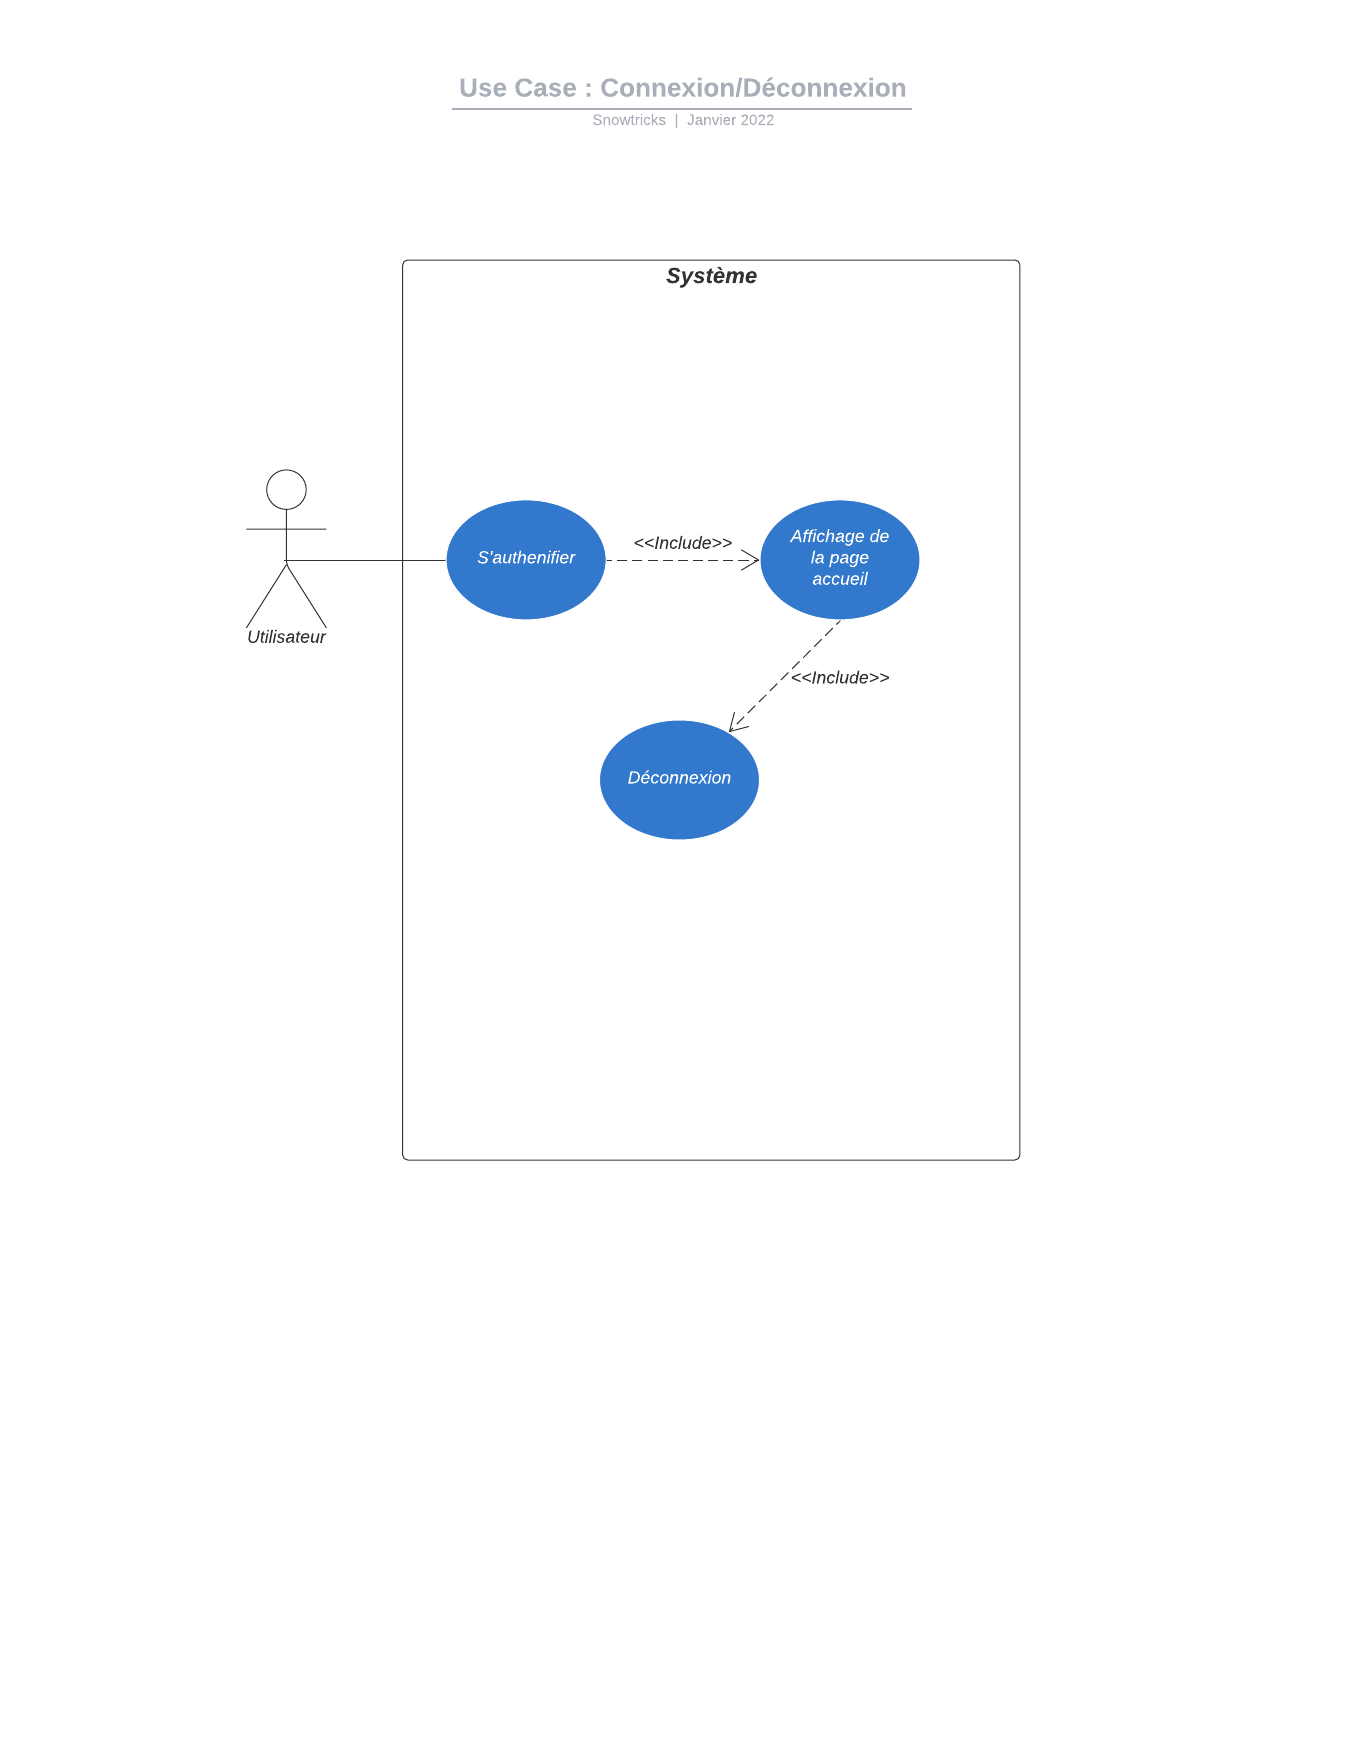 Use Case : Connexion/Déconnexion
Snowtricks | Janvier 2022
Système
S'authenifier
<<Include>>
Affichage de
la page
accueil
Utilisateur
<<Include>>
Déconnexion